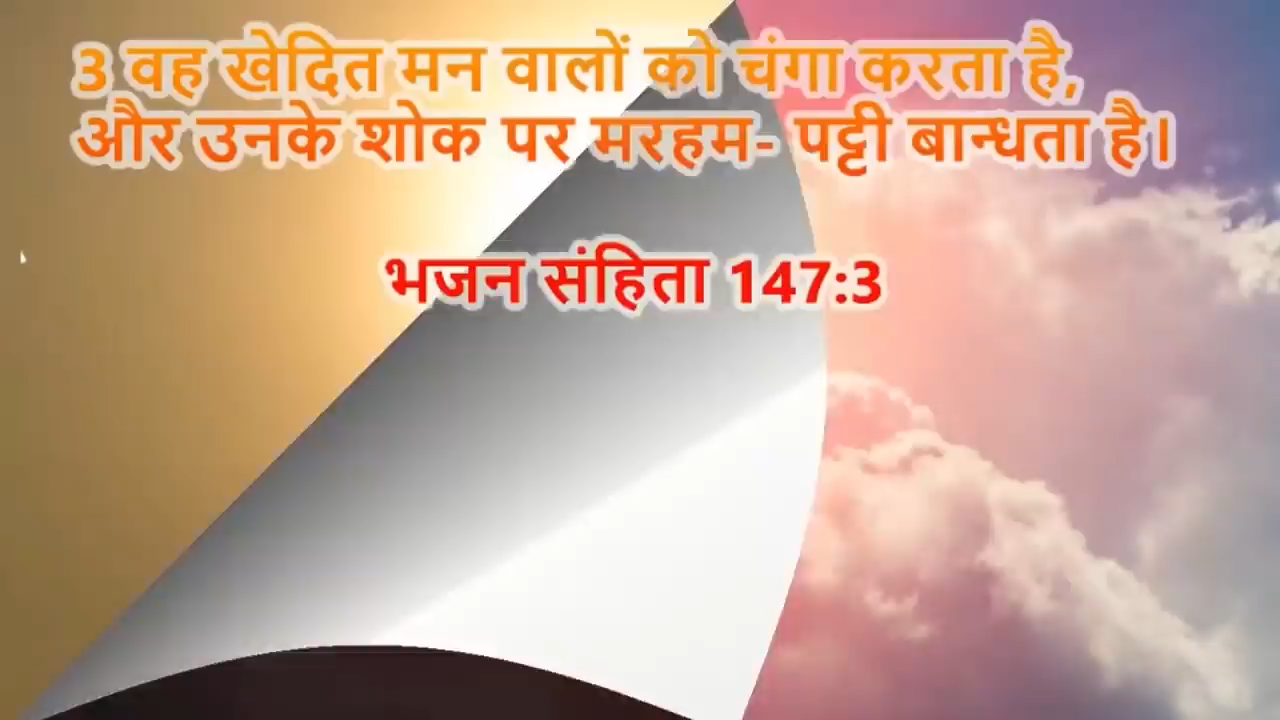 3 वह खेदित मन वालों को चंगा करता है,
और उनके शोक पर मरहम- पट्टी बान्धता है।
भजन संहिता 147:3